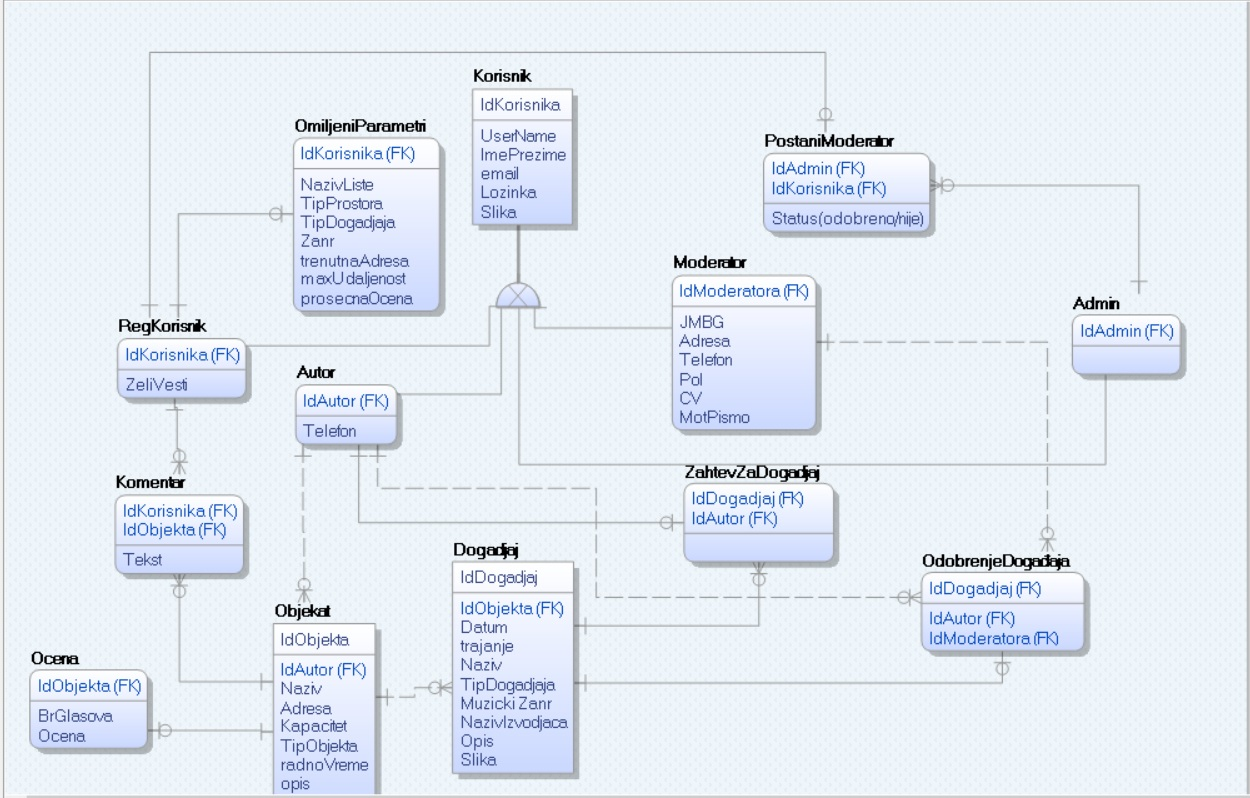 Korisnik
IdKorisnika
UserName
ImePrezime
email
Lozinka
Slika
OmiljeniParametri
IdKorisnika (FK)
NazivListe
TipProstora
TipDogadjaja
Zanr
trenutnaAdresa
maxUdaljenost
prosecnaOcena
PostaniModerator
IdAdmin (FK)
IdKorisnika (FK)
Status(odobreno/nije)
Moderator
IdModeratora (FK)
JMBG
Adresa
Telefon
Pol
CV
MotPismo
Admin
IdAdmin (FK)
RegKorisnik
IdKorisnika (FK)
ZeliVesti
Autor
IdAutor (FK)
Telefon
Komentar
IdKorisnika (FK)
IdObjekta (FK)
Tekst
ZahtevZaDogadjaj
IdDogadjaj (FK)
IdAutor (FK)
Dogadjaj
IdDogadjaj
IdObjekta (FK)
Datum
trajanje
Naziv
TipDogadjaja
Muzicki Zanr
NazivIzvodjaca
Opis
Slika
OdobrenjeDogađaja
IdDogadjaj (FK)
IdAutor (FK)
IdModeratora (FK)
Objekat
IdObjekta
IdAutor (FK)
Naziv
Adresa
Kapacitet
TipObjekta
radnoVreme
opis
Ocena
IdObjekta (FK)
BrGlasova
Ocena